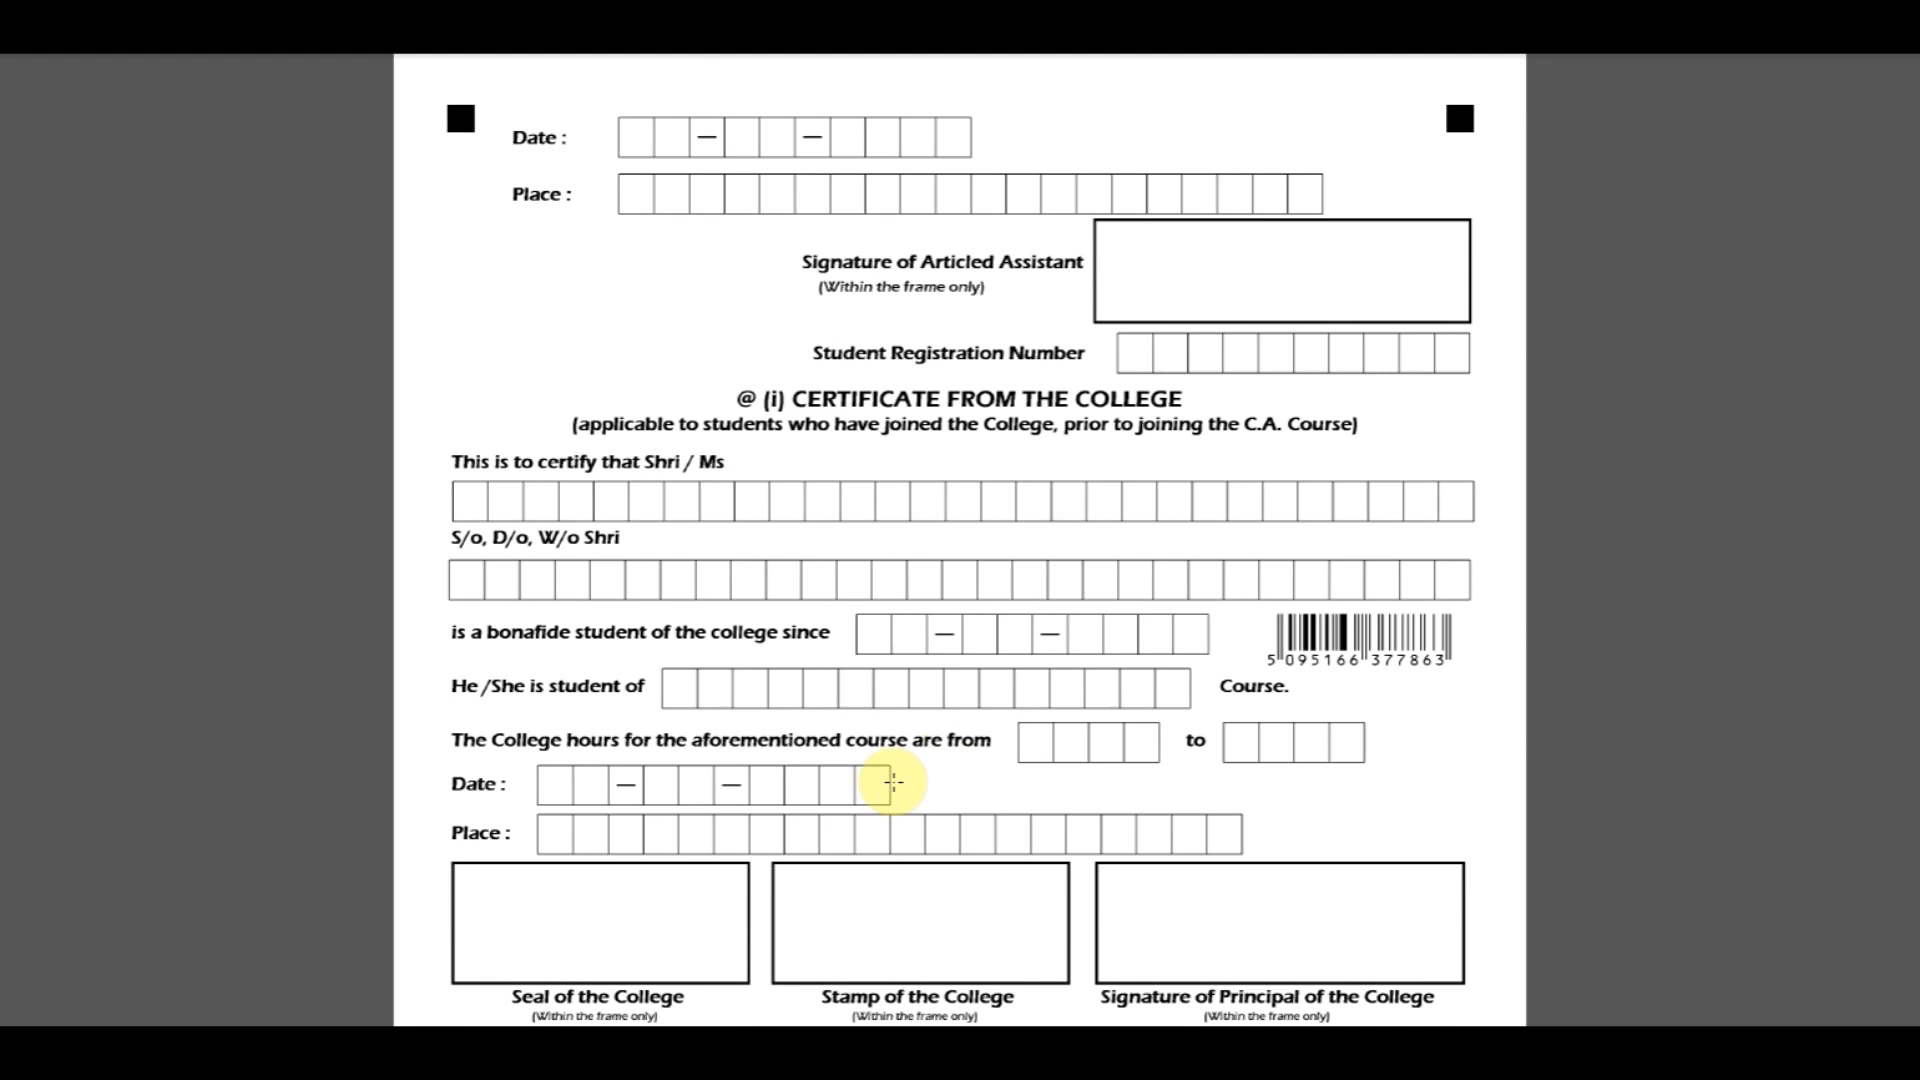 Date : — —
Place :
Signature of Articled Assistant
(Within the frame only)
Student Registration Number
@ (i) CERTIFICATE FROM THE COLLEGE
(applicable to students who have joined the College, prior to joining the C.A. Course)
This is to certify that Shri / Ms
S/o, D/o, W/o Shri
is a bonafide student of the college since — —
5 095166 377863
He /She is student of Course.
The College hours for the aforementioned course are from to
Date : — —
Place :
Seal of the College Stamp of the College Signature of Principal of the College
(Within the frame only) (Within the frame only) (Within the frame only)